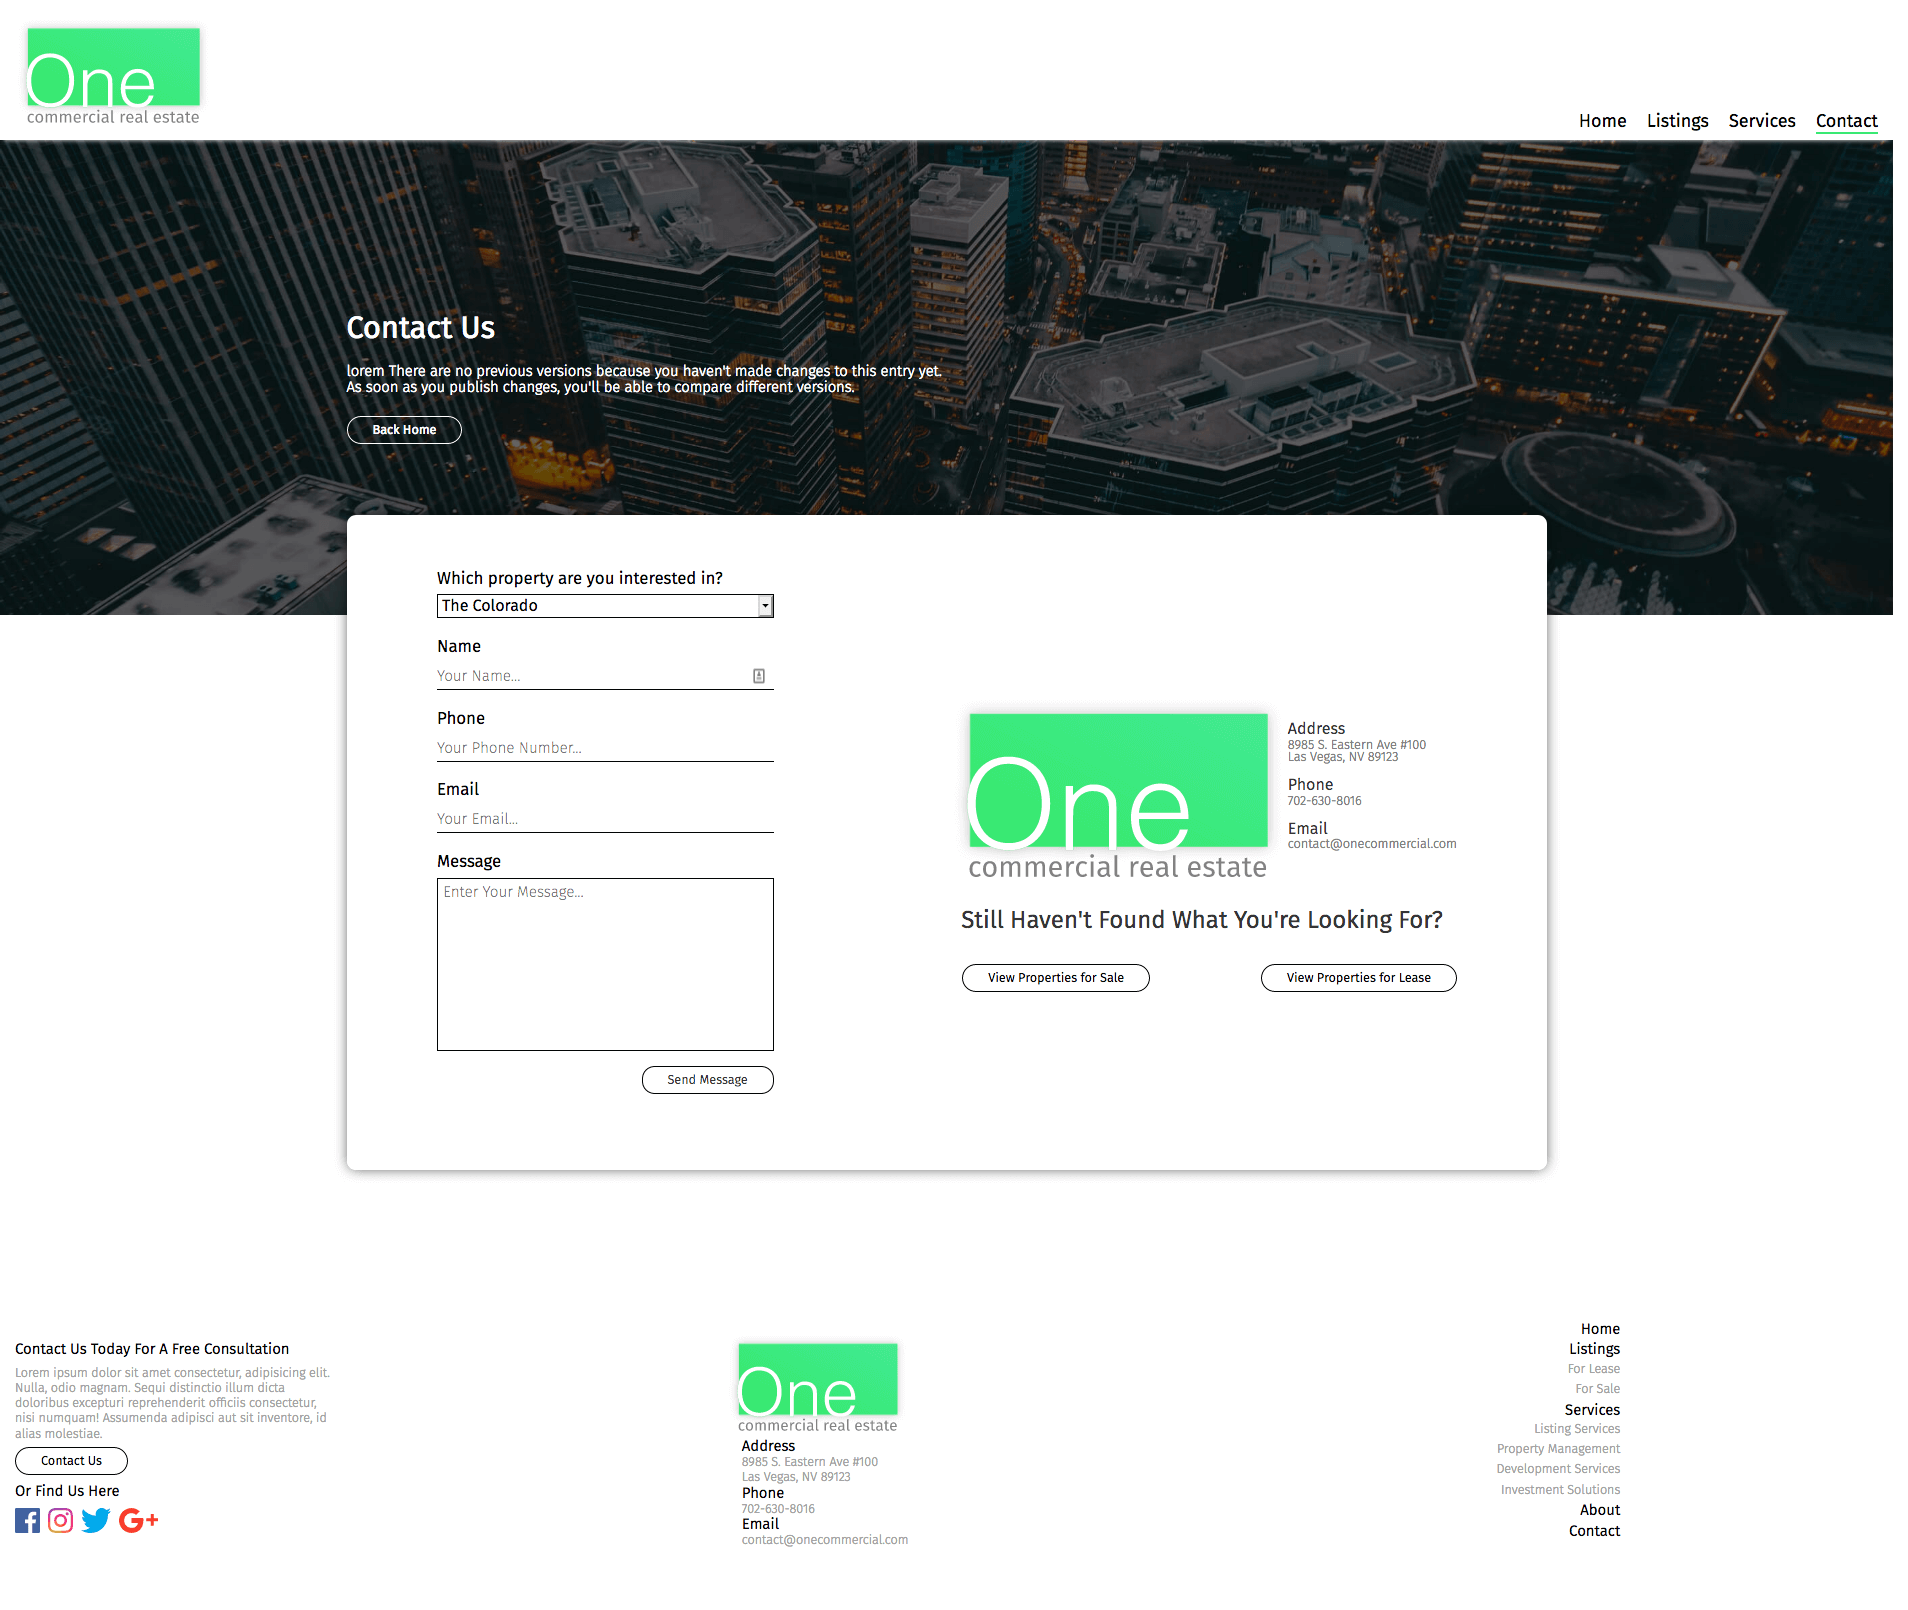 One
commercial real estate
Home Listings Services Contact
Contact Us
lorem There are no previous versions because you haven't made changes to this entry yet.
As soon as you publish changes, you'll be able to compare different versions.
Back Home
Which property are you interested in?
The Colorado
Name
Your Name...
Phone
Your Phone Number...
Email
Your Email...
Message
Enter Your Message...
Send Message
One
commercial real estate
Address
8985 S. Eastern Ave #100
Las Vegas, NV 89123
Phone
702-630-8016
Email
contact@onecommercial.com
Still Haven't Found What You're Looking For?
View Properties for Sale
View Properties for Lease
Contact Us Today For A Free Consultation
Lorem ipsum dolor sit amet consectetur, adipisicing elit.
Nulla, odio magnam. Sequi distinctio illum dicta
doloribus excepturi reprehenderit officiis consectetur,
nisi numquam! Assumenda adipisci aut sit inventore, id
alias molestiae.
Contact Us
Or Find Us Here
One
commercial real estate
Address
8985 S. Eastern Ave #100
Las Vegas, NV 89123
Phone
702-630-8016
Email
contact@onecommercial.com
Home
Listings
For Lease
For Sale
Services
Listing Services
Property Management
Development Services
Investment Solutions
About
Contact